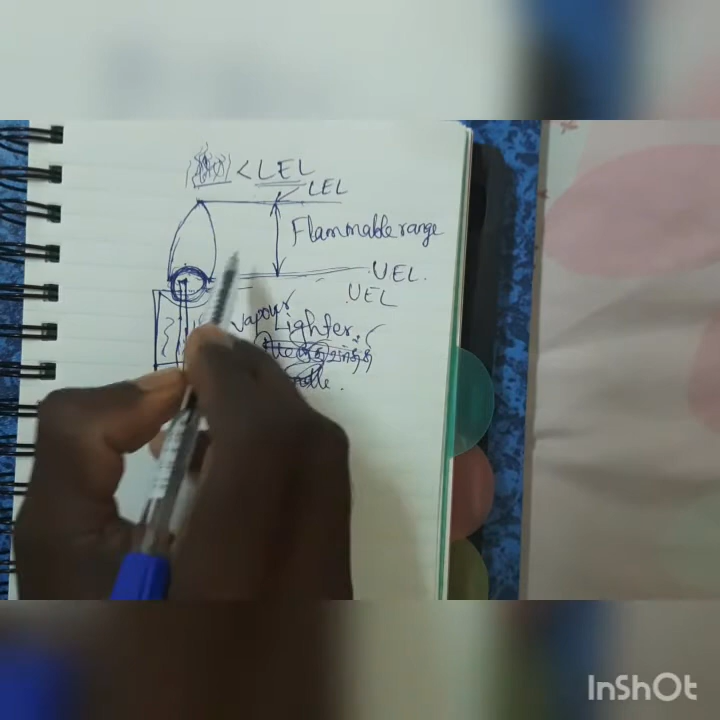 < LEL
LEL
Flammable range
UEL.
UEL
Vapour
Lighter.
InShOt